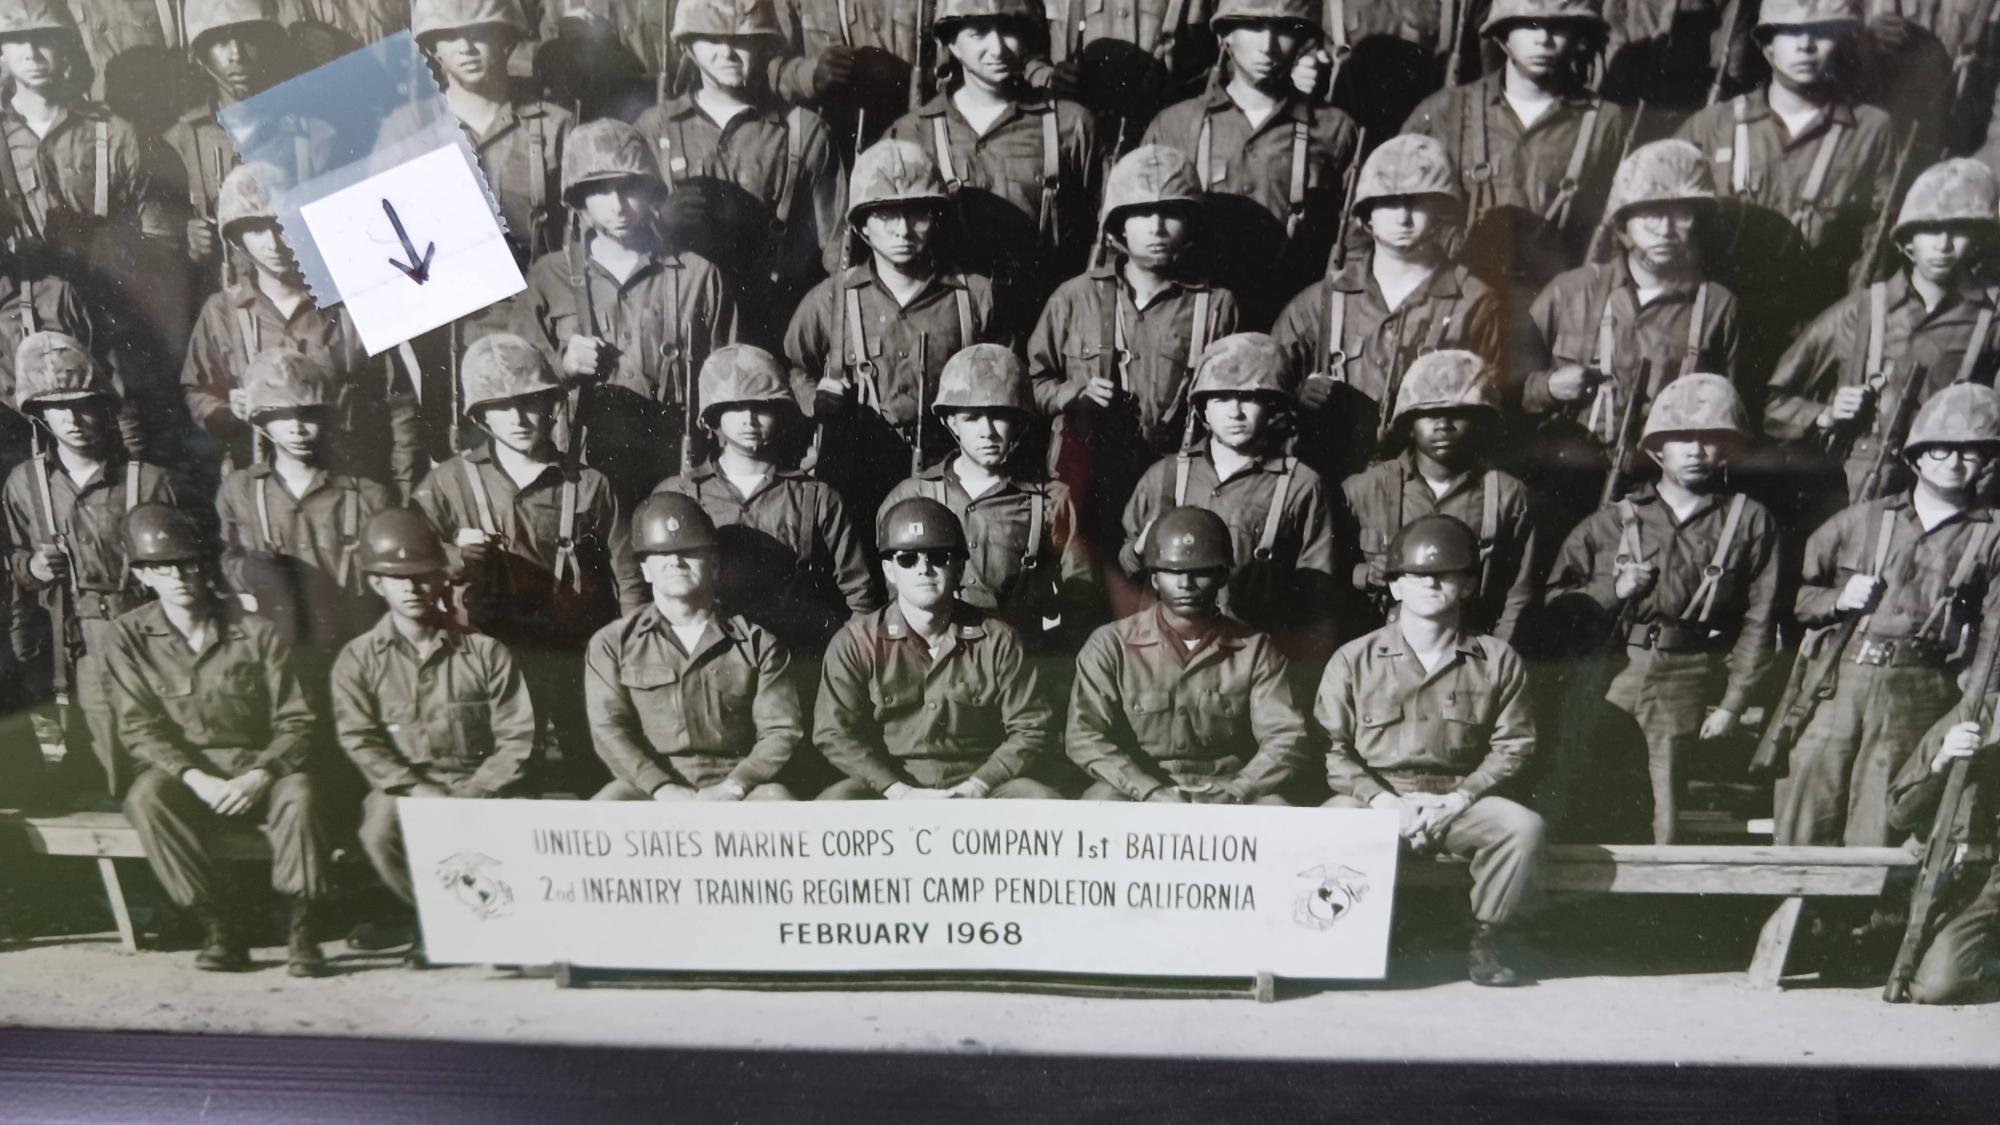 UNITED STATES MARINE CORPS "C" COMPANY 1st BATTALION
2nd INFANTRY TRAINING REGIMENT CAMP PENDLETON CALIFORNIA
FEBRUARY 1968